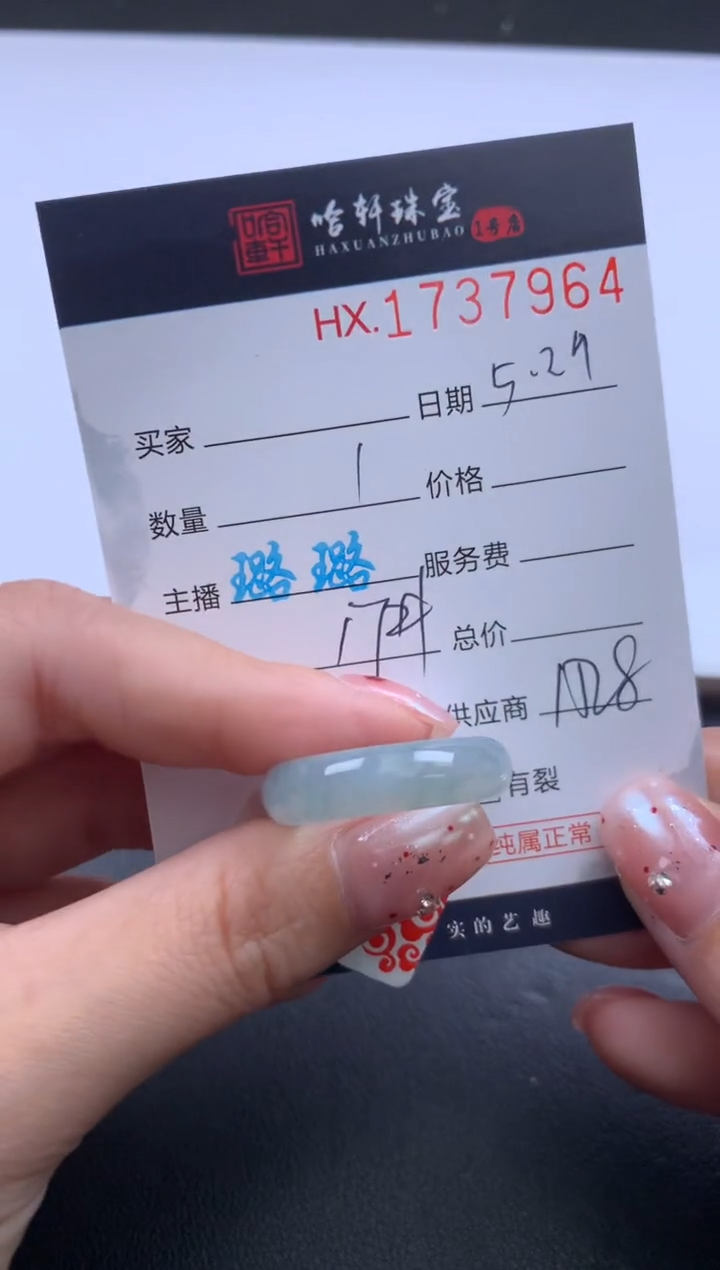 哈轩珠宝
HAXUANZHUBAO 1号店
HX.1737964
买家 日期 5.29
数量 1 价格
主播 璐璐 服务费
总价
供应商
有裂
纯属正常
实的艺趣